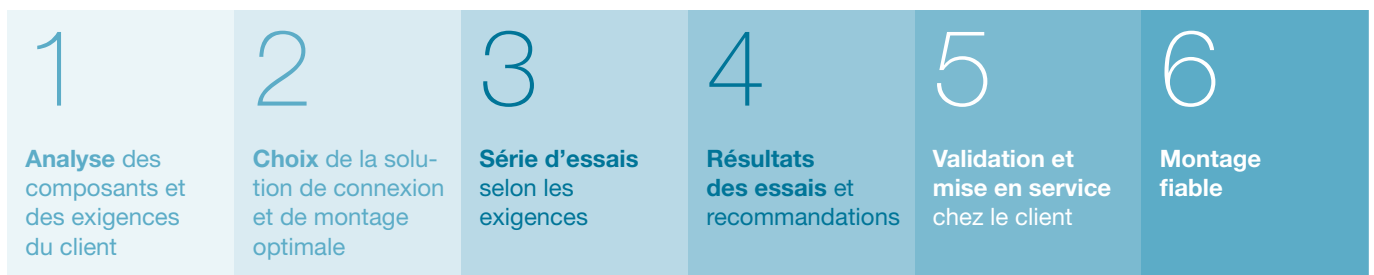 1
Analyse des
composants et
des exigences
du client
2
Choix de la solu-
tion de connexion
et de montage
optimale
3
Série d’essais
selon les
exigences
4
Résultats
des essais et
recommandations
5
Validation et
mise en service
chez le client
6
Montage
fiable